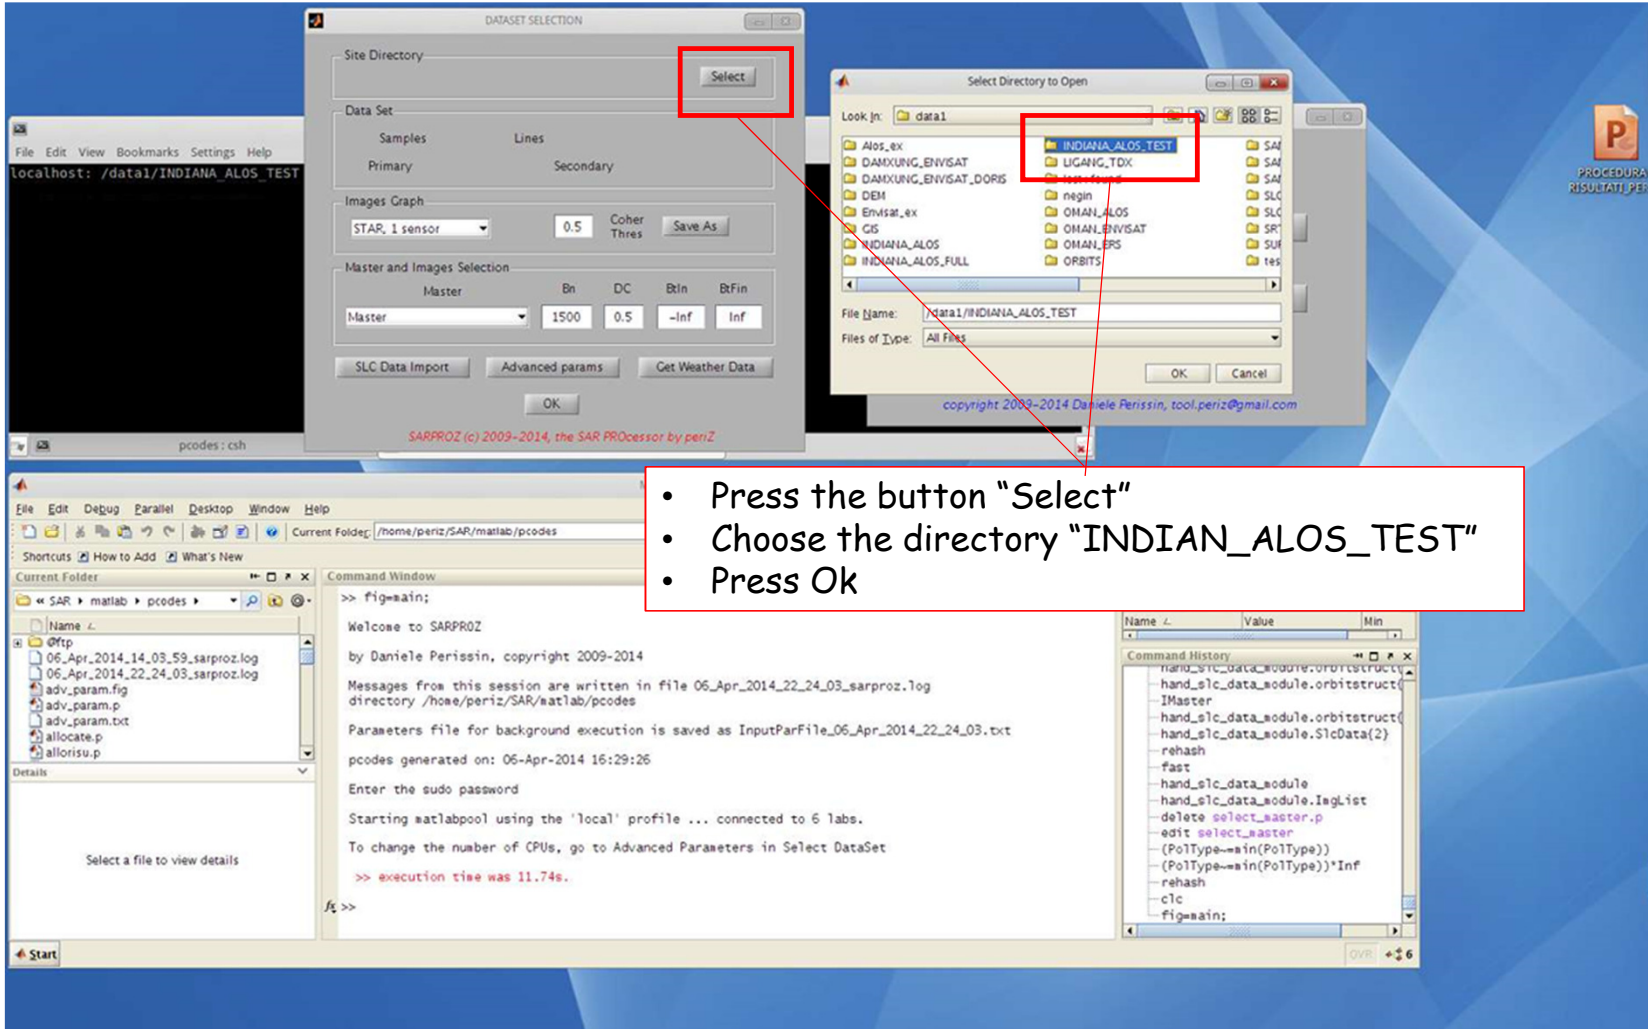 DATASET SELECTION
Site Directory
Select
Data Set
Samples Lines
Primary Secondary
Images Graph
STAR, 1 sensor 0.5 Coher Thres Save As
Master and Images Selection
Master Bn DC BtIn BtFin
Master 1500 0.5 -Inf Inf
SLC Data Import Advanced params Get Weather Data
OK
SARPROZ (c) 2009-2014, the SAR PROcessor by periZ
File Edit View Bookmarks Settings Help
localhost: /data1/INDIANA_ALOS_TEST
pcodes : csh
Select Directory to Open
Look In: data1
Alos_ex INDIANA_ALOS_TEST
DAMXUNG_ENVISAT LIGANG_TDX
DAMXUNG_ENVISAT_DORIS lost+found
DEM negin SLC
Envisat_ex OMAN_ALOS SLC
GIS OMAN_ENVISAT
INDIANA_ALOS OMAN_ERS
INDIANA_ALOS_FULL ORBITS tes
File Name: /data1/INDIANA_ALOS_TEST
Files of Type: All Files
OK Cancel
copyright 2009-2014 Daniele Perissin, tool.periz@gmail.com
PROCEDURA
RISULTATI_PER
• Press the button “Select”
• Choose the directory “INDIAN_ALOS_TEST”
• Press Ok
File Edit Debug Parallel Desktop Window Help
Current Folder: /home/periz/SAR/matlab/pcodes
Shortcuts How to Add What's New
Current Folder
« SAR matlab pcodes
Name
@ftp
06_Apr_2014_14_03_59_sarproz.log
06_Apr_2014_22_24_03_sarproz.log
adv_param.fig
adv_param.p
adv_param.txt
allocate.p
allorisu.p
Details
Select a file to view details
Start
Command Window
>> fig=main;
Welcome to SARPROZ
by Daniele Perissin, copyright 2009-2014
Messages from this session are written in file 06_Apr_2014_22_24_03_sarproz.log
directory /home/periz/SAR/matlab/pcodes
Parameters file for background execution is saved as InputParFile_06_Apr_2014_22_24_03.txt
pcodes generated on: 06-Apr-2014 16:29:26
Enter the sudo password
Starting matlabpool using the 'local' profile ... connected to 6 labs.
To change the number of CPUs, go to Advanced Parameters in Select DataSet
>> execution time was 11.74s.
fx >>
Name Value Min
Command History
hand_slc_data_module.orbitstruct{
hand_slc_data_module.orbitstruct{
IMaster
hand_slc_data_module.orbitstruct{
hand_slc_data_module.SlcData{2}
rehash
fast
hand_slc_data_module
hand_slc_data_module.ImgList
delete select_master.p
edit select_master
(PolType~=min(PolType))
(PolType~=min(PolType))*Inf
rehash
clc
fig=main;
OVR 6